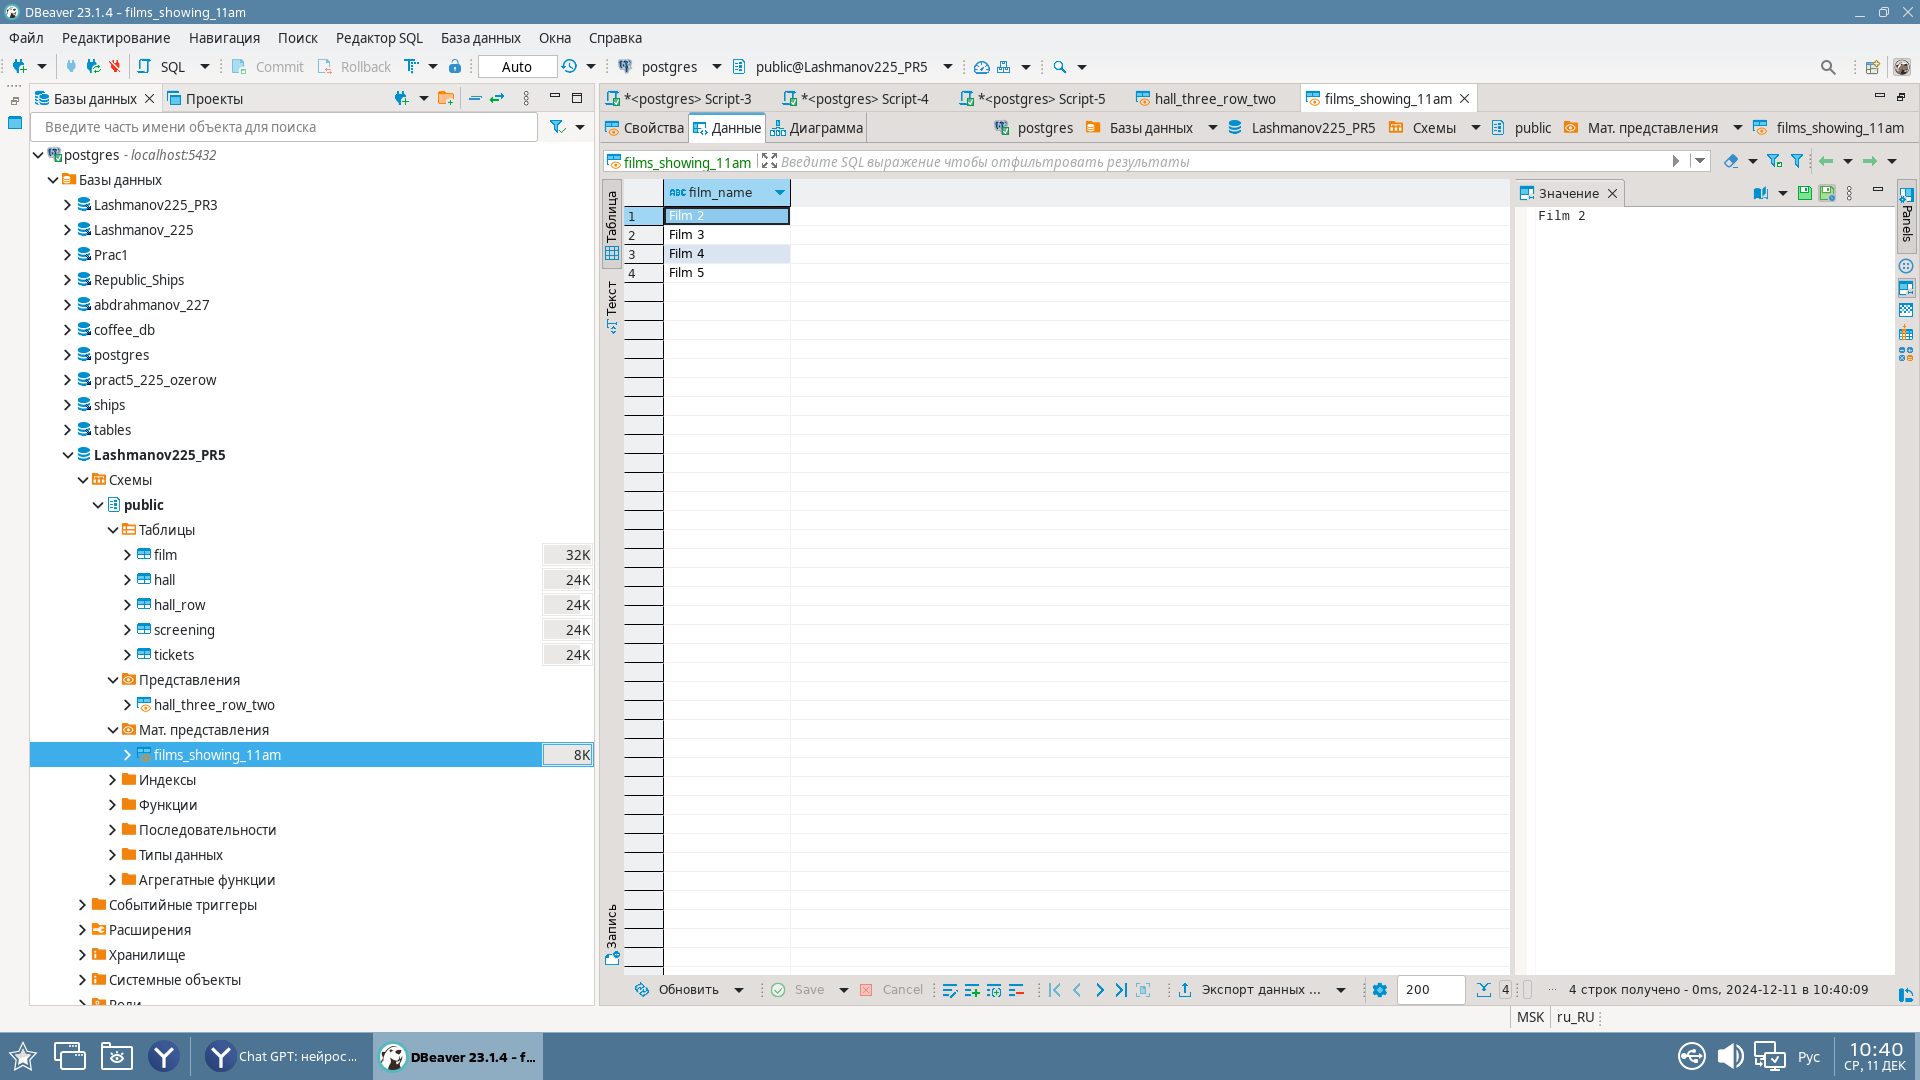 DBeaver 23.1.4 - films_showing_11am
Файл Редактирование Навигация Поиск Редактор SQL База данных Окна Справка
SQL Commit Rollback Auto postgres public@Lashmanov225_PR5
Базы данных Проекты
Введите часть имени объекта для поиска
postgres - localhost:5432
Базы данных
Lashmanov225_PR3
Lashmanov_225
Prac1
Republic_Ships
abdrahmanov_227
coffee_db
postgres
pract5_225_ozerow
ships
tables
Lashmanov225_PR5
Схемы
public
Таблицы
film 32K
hall 24K
hall_row 24K
screening 24K
tickets 24K
Представления
hall_three_row_two
Мат. представления
films_showing_11am 8K
Индексы
Функции
Последовательности
Типы данных
Агрегатные функции
Событийные триггеры
Расширения
Хранилище
Системные объекты
Роли
*<postgres> Script-3 *<postgres> Script-4 *<postgres> Script-5 hall_three_row_two films_showing_11am
Свойства Данные Диаграмма postgres Базы данных Lashmanov225_PR5 Схемы public Мат. представления films_showing_11am
films_showing_11am Введите SQL выражение чтобы отфильтровать результаты
Таблица
Текст
Запись
ABC film_name
1 Film 2
2 Film 3
3 Film 4
4 Film 5
Значение
Film 2
Panels
Обновить Save Cancel Экспорт данных ... 200 4 4 строк получено - 0ms, 2024-12-11 в 10:40:09
MSK ru_RU
Chat GPT: нейрос... DBeaver 23.1.4 - f... Рус 10:40
СР, 11 ДЕК